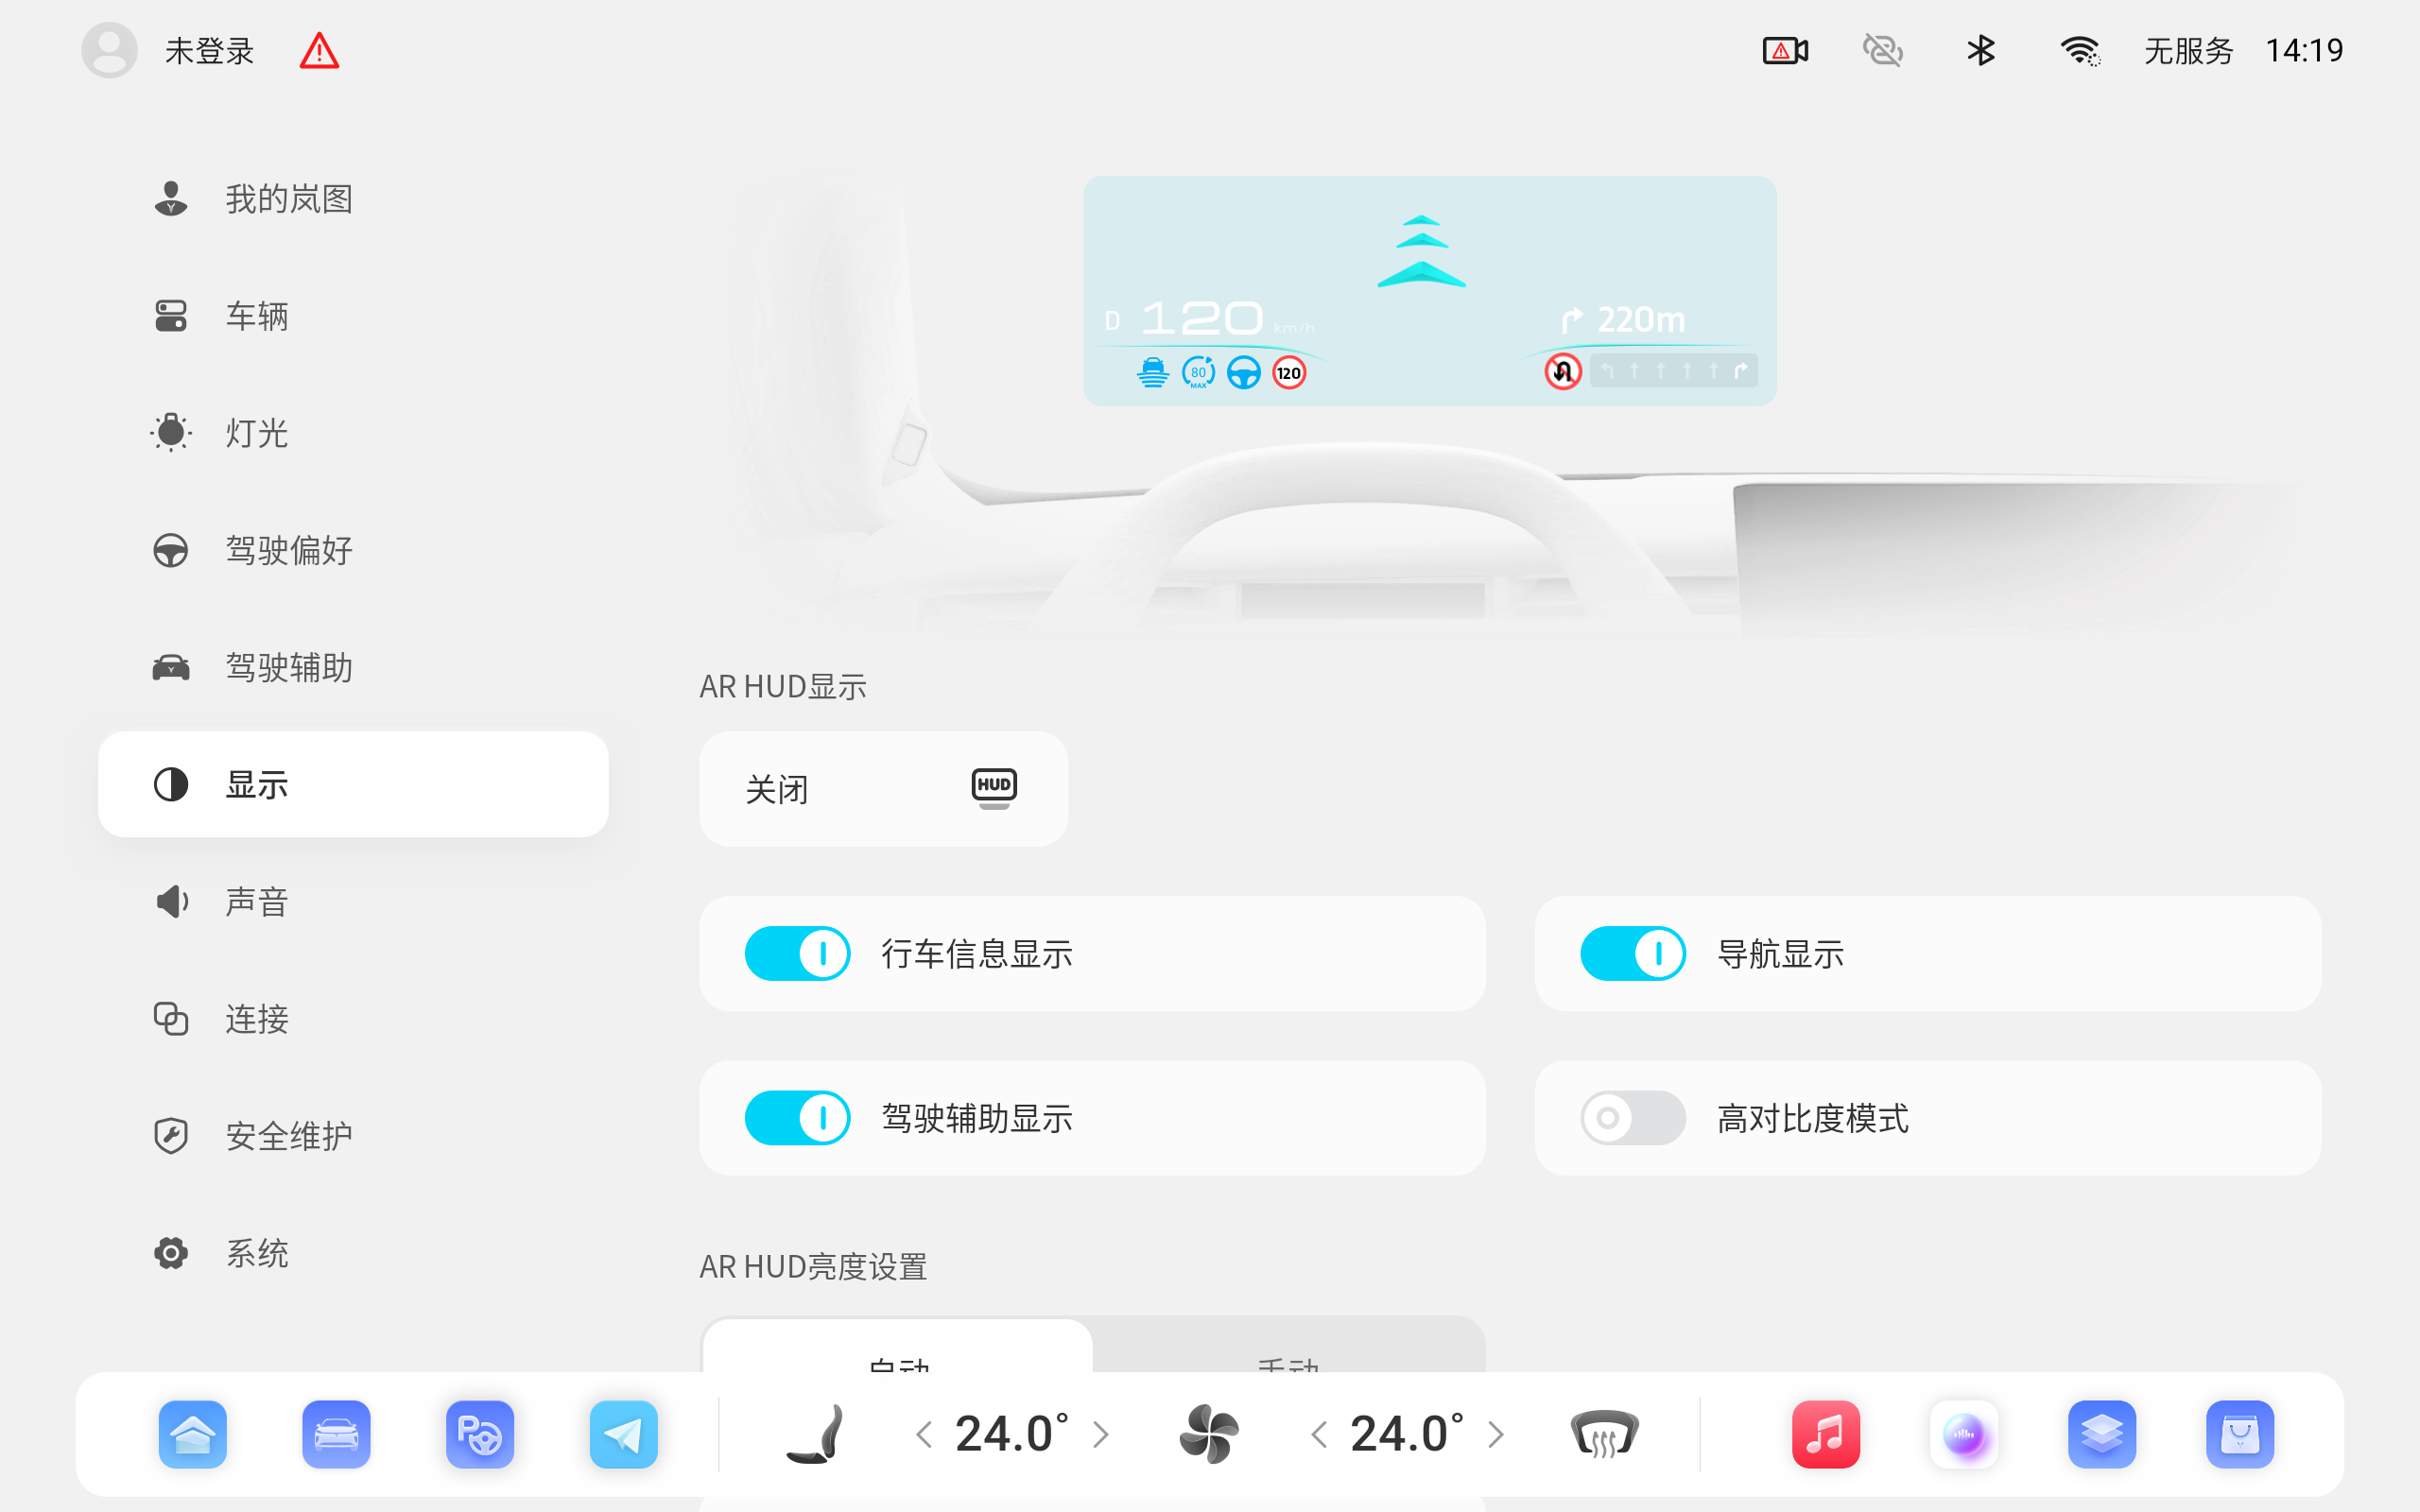 未登录
无服务 14:19
我的岚图
车辆
灯光
驾驶偏好
驾驶辅助
显示
声音
连接
安全维护
系统
D 120 km/h
220m
80
MAX
120
AR HUD显示
关闭
HUD
行车信息显示
导航显示
驾驶辅助显示
高对比度模式
AR HUD亮度设置
自动
手动
P
24.0°
24.0°